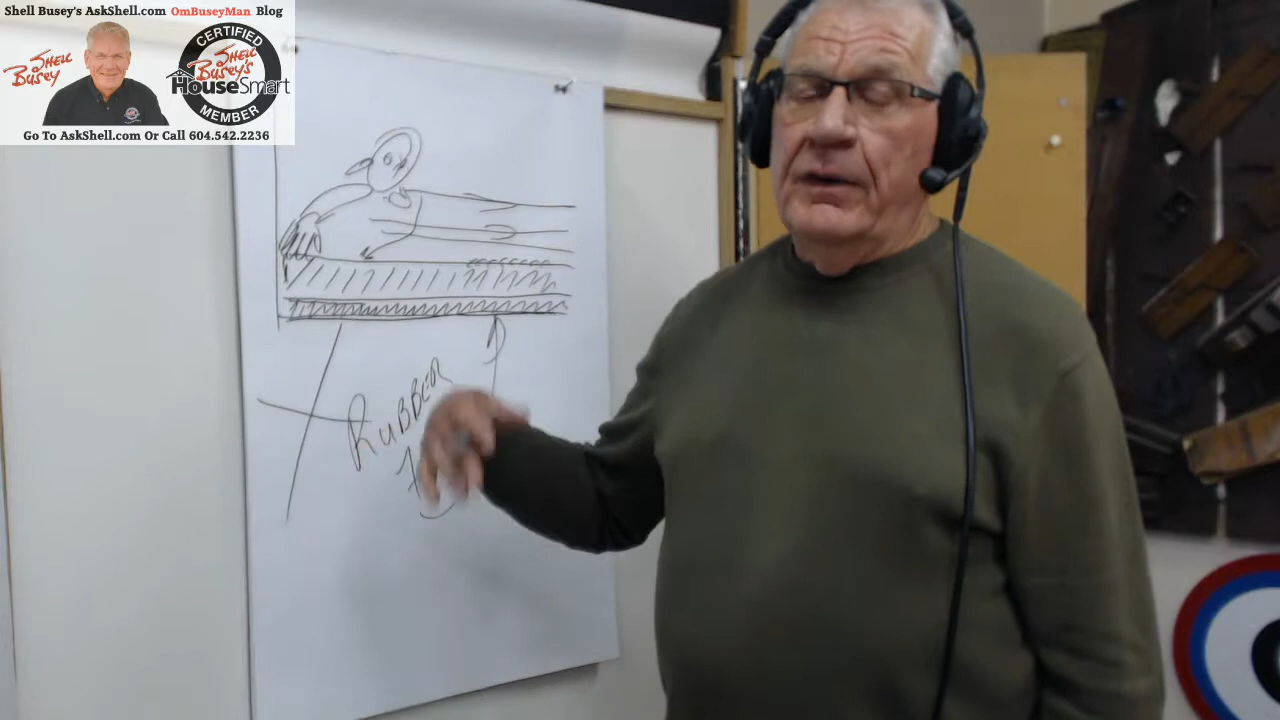 Shell Busey's AskShell.com OmBuseyMan Blog
Shell
Busey
CERTIFIED
Shell
Busey's
HouseSmart
MEMBER
Go To AskShell.com Or Call 604.542.2236
RUBBER